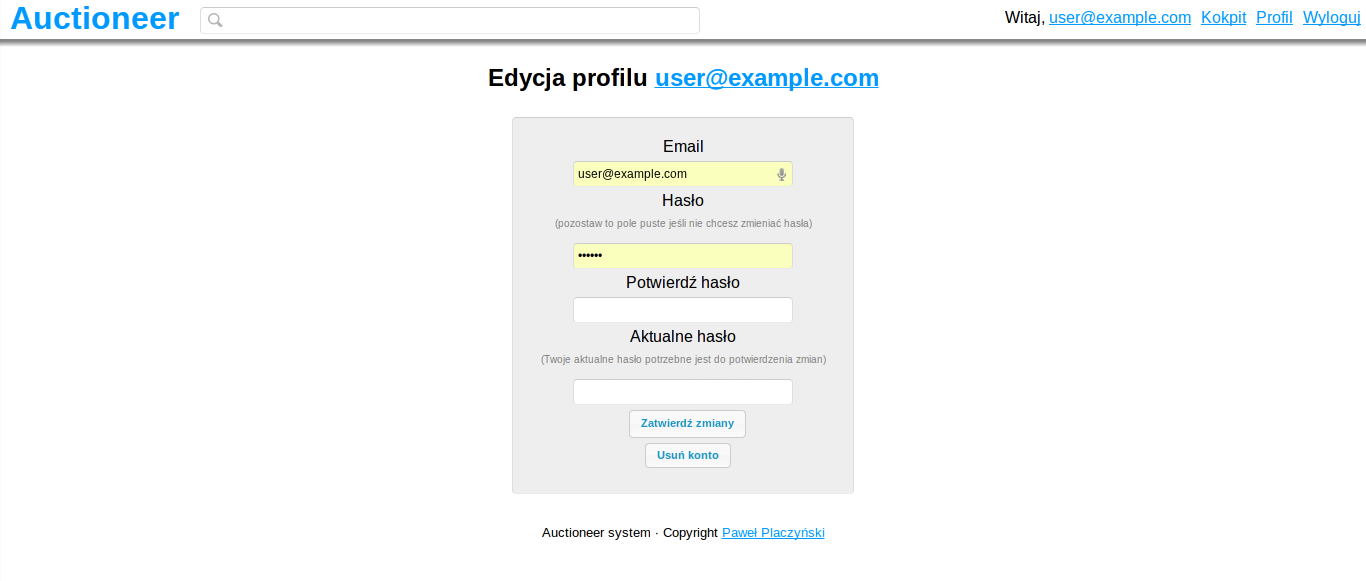 Auctioneer
Witaj, user@example.com Kokpit Profil Wyloguj
Edycja profilu user@example.com
Email
user@example.com
Hasło
(pozostaw to pole puste jeśli nie chcesz zmieniać hasła)
••••••
Potwierdź hasło
Aktualne hasło
(Twoje aktualne hasło potrzebne jest do potwierdzenia zmian)
Zatwierdź zmiany
Usuń konto
Auctioneer system · Copyright Paweł Placzyński